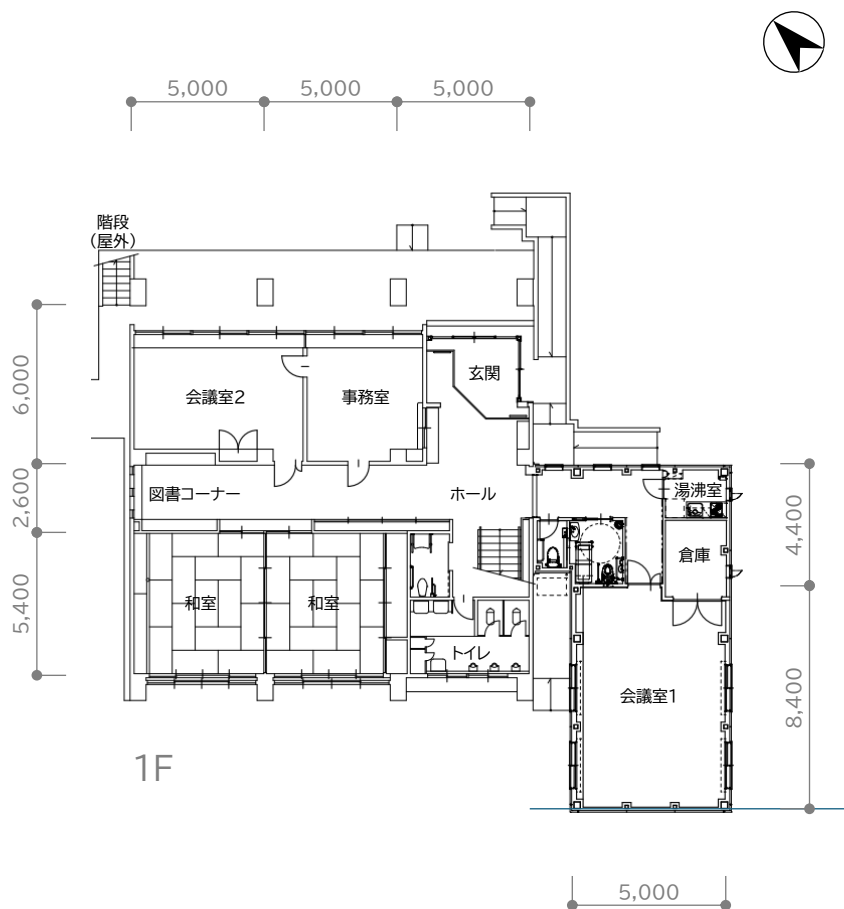 5,000
5,000
5,000
階段
(屋外)
6,000
2,600
5,400
玄関
会議室2
事務室
図書コーナー
ホール
湯沸室
倉庫
4,400
8,400
和室
和室
トイレ
会議室1
1F
5,000